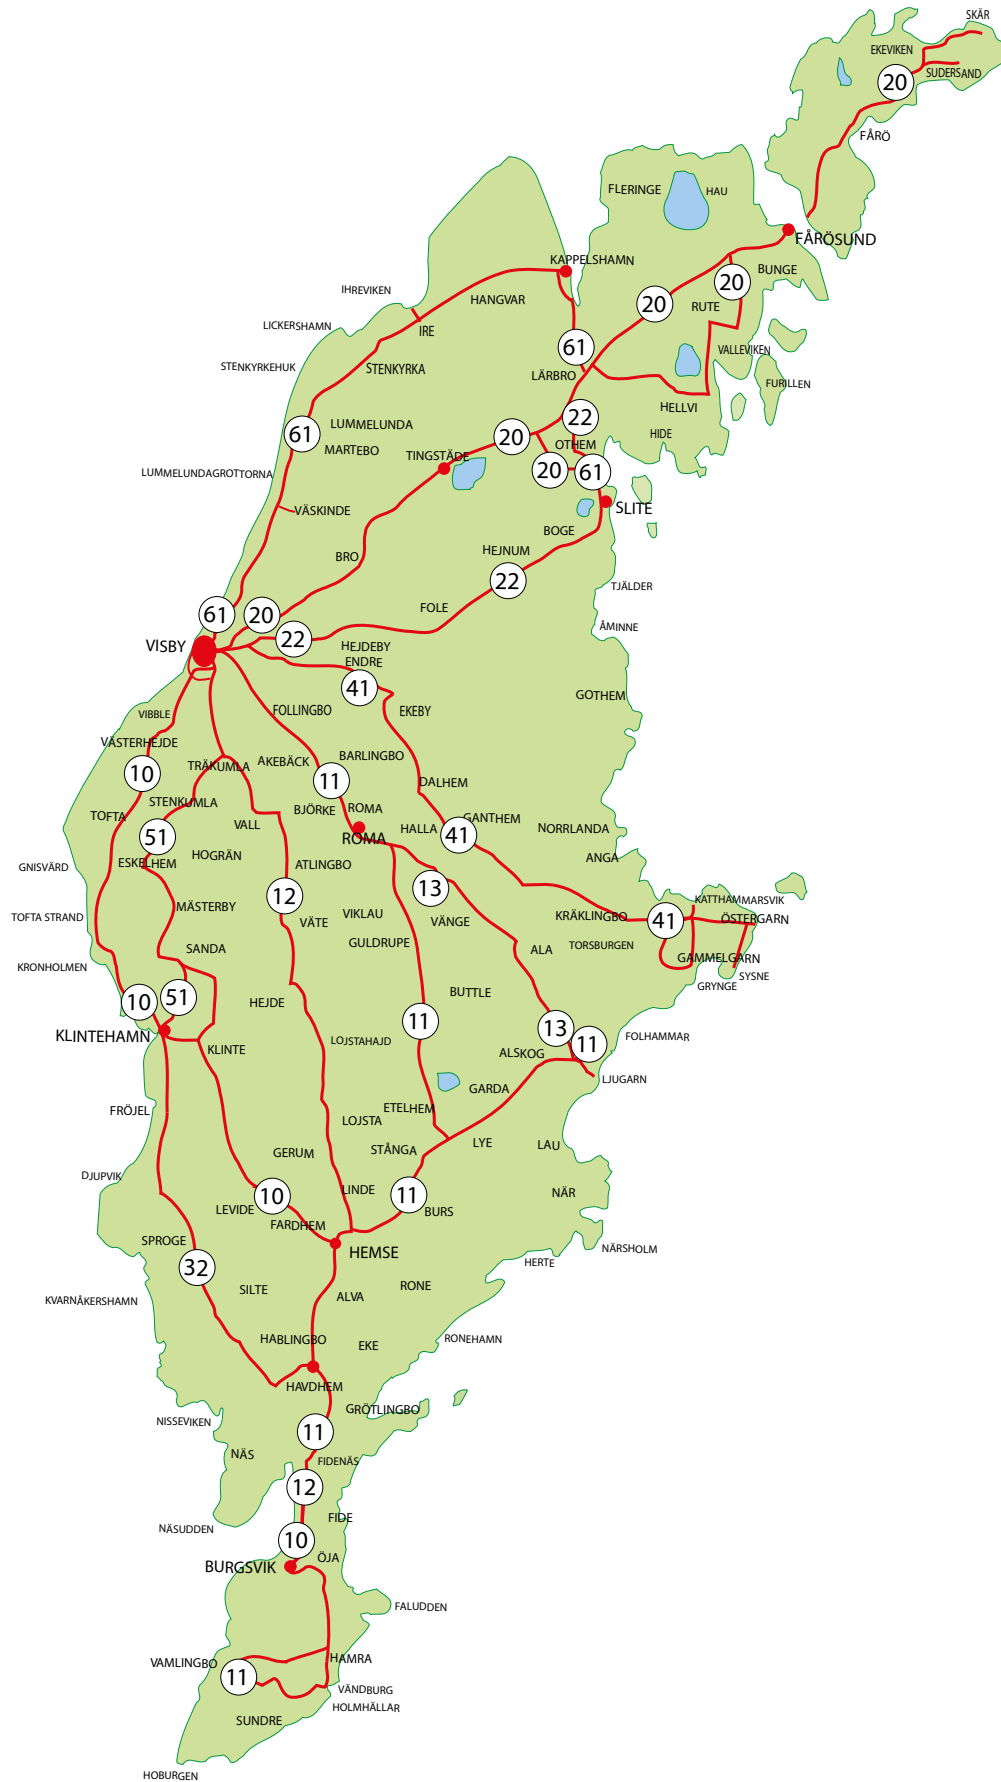 SKÄR
EKEVIKEN
SUDERSAND
20
FÅRÖ
FLERINGE
HAU
FÅRÖSUND
KAPPELSHAMN
BUNGE
IHREVIKEN
20
HANGVAR
20
RUTE
LICKERSHAMN
IRE
61
VALLEVIKEN
STENKYRKEHUK
STENKYRKA
LÄRBRO
FURILLEN
HELLVI
22
LUMMELUNDA
61
20
HIDE
MARTEBO
OTHEM
TINGSTÄDE
LUMMELUNDAGROTTORNA
20
61
VÄSKINDE
SLITE
BOGE
BRO
HEJNUM
22
TJÄLDER
FOLE
61
20
ÅMINNE
22
VISBY
HEJDEBY
ENDRE
41
GOTHEM
VIBBLE
FOLLINGBO
EKEBY
VÄSTERHEJDE
BARLINGBO
AKEBÄCK
TRÄKUMLA
10
11
DALHEM
STENKUMLA
BJÖRKE
ROMA
TOFTA
GANTHEM
VALL
HALLA
NORRLANDA
51
ROMA
41
HOGRÄN
ANGA
ESKELHEM
ATLINGBO
GNISVÄRD
13
12
KATTHAMMARSVIK
MÄSTERBY
VIKLAU
TOFTA STRAND
KRÄKLINGBO
41
ÖSTERGARN
VÄTE
VÄNGE
GULDRUPE
TORSBURGEN
SANDA
ALA
GAMMELGARN
KRONHOLMEN
SYSNE
GRYNGE
BUTTLE
10
51
HEJDE
11
13
KLINTEHAMN
FOLHAMMAR
LOJSTAHAJD
11
KLINTE
ALSKOG
LJUGARN
GARDA
FRÖJEL
ETELHEM
LOJSTA
LYE
LAU
STÅNGA
GERUM
DJUPVIK
LINDE
NÄR
10
11
LEVIDE
BURS
FARDHEM
SPROGE
HEMSE
NÄRSHOLM
HERTE
32
RONE
SILTE
ALVA
KVARNÅKERSHAMN
HABLINGBO
RONEHAMN
EKE
HAVDHEM
GRÖTLINGBO
NISSEVIKEN
11
NÄS
FIDENÄS
12
FIDE
NÄSUDDEN
10
ÖJA
BURGSVIK
FALUDDEN
HAMRA
VAMLINGBO
11
VÄNDBURG
HOLMHÄLLAR
SUNDRE
HOBURGEN